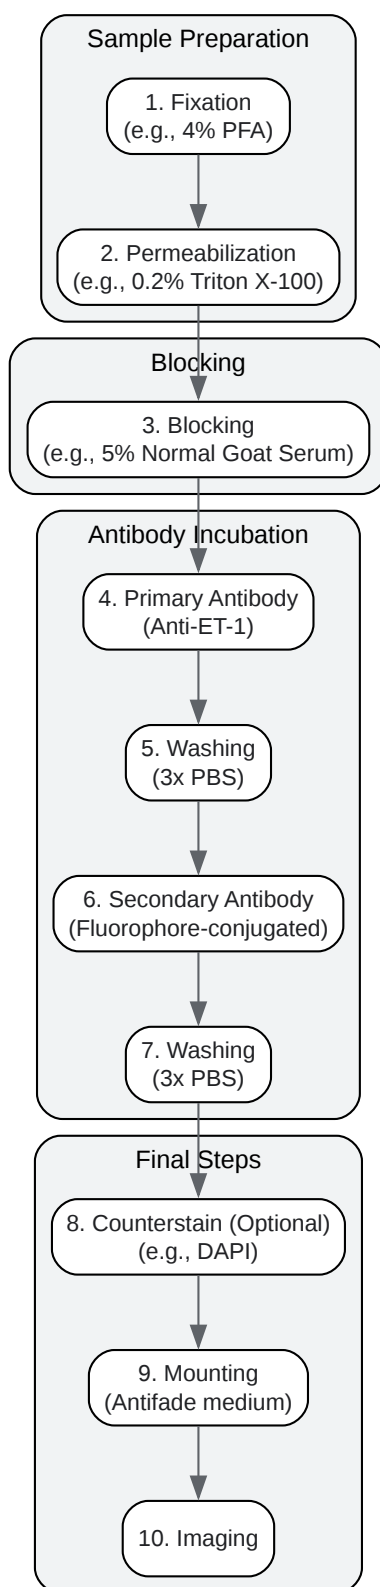 Sample Preparation
1. Fixation
(e.g., 4% PFA)
2. Permeabilization
(e.g., 0.2% Triton X-100)
Blocking
3. Blocking
(e.g., 5% Normal Goat Serum)
Antibody Incubation
4. Primary Antibody
(Anti-ET-1)
5. Washing
(3x PBS)
6. Secondary Antibody
(Fluorophore-conjugated)
7. Washing
(3x PBS)
Final Steps
8. Counterstain (Optional)
(e.g., DAPI)
9. Mounting
(Antifade medium)
10. Imaging